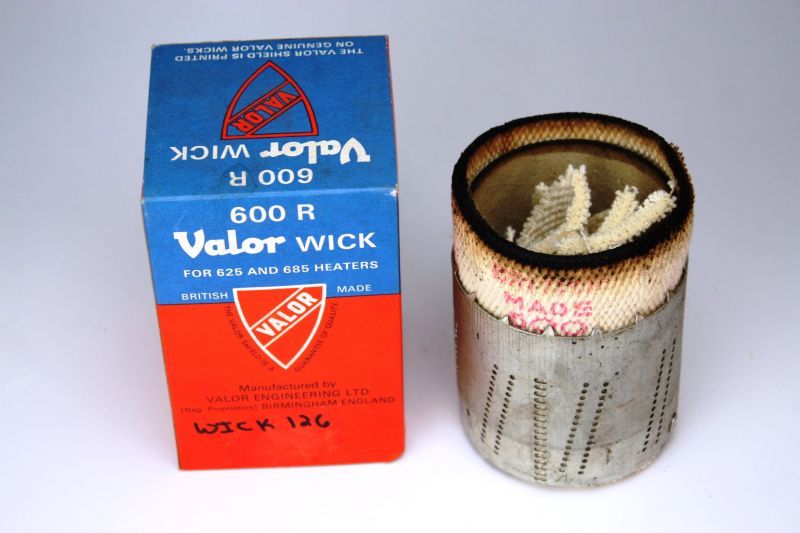 THE VALOR SHIELD IS PRINTED
ON GENUINE VALOR WICKS.
VALOR
Valor WICK
600 R
600 R
Valor WICK
FOR 625 AND 685 HEATERS
BRITISH MADE
VALOR
THE VALOR SHIELD IS A GUARANTEE OF QUALITY
Manufactured by
VALOR ENGINEERING LTD
(Reg. Proprietors) BIRMINGHAM ENGLAND
WICK 126
MADE